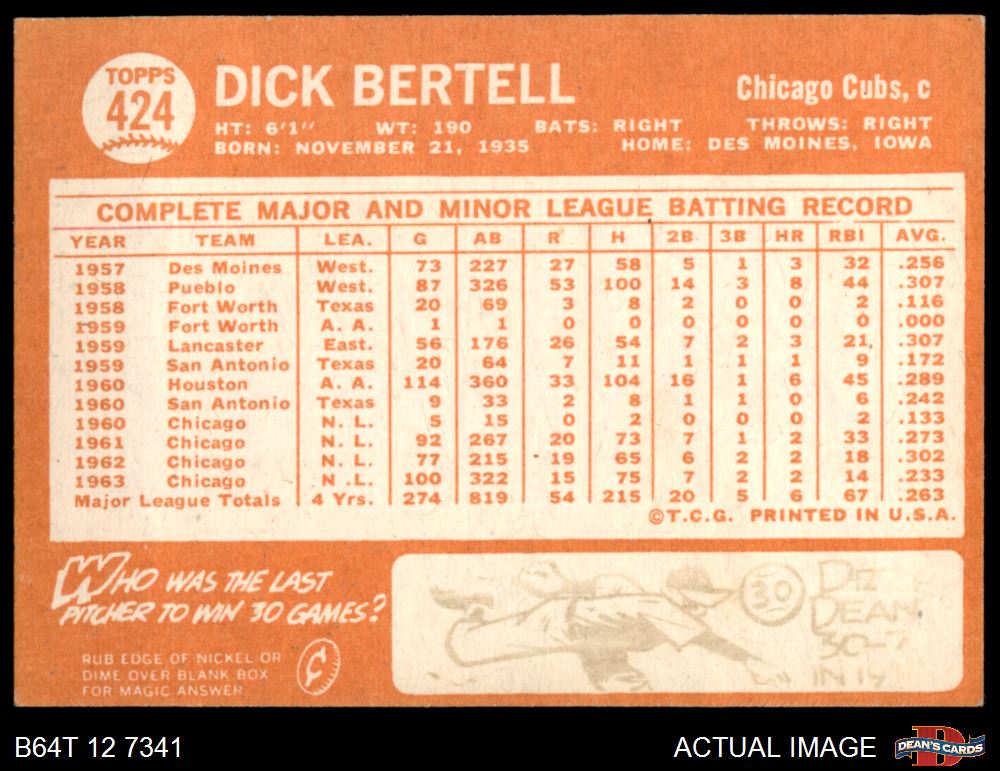 TOPPS
424
DICK BERTELL
Chicago Cubs, c
HT: 6'1" WT: 190 BATS: RIGHT THROWS: RIGHT
BORN: NOVEMBER 21, 1935 HOME: DES MOINES, IOWA
COMPLETE MAJOR AND MINOR LEAGUE BATTING RECORD
YEAR TEAM LEA. G AB R H 2B 3B HR RBI AVG.
1957 Des Moines West. 73 227 27 58 5 1 3 32 .256
1958 Pueblo West. 87 326 53 100 14 3 8 44 .307
1958 Fort Worth Texas 20 69 3 8 2 0 0 2 .116
1959 Fort Worth A. A. 1 1 0 0 0 0 0 0 .000
1959 Lancaster East. 56 176 26 54 7 2 3 21, .307
1959 San Antonio Texas 20 64 7 11 1 1 1 9 .172
1960 Houston A. A. 114 360 33 104 16 1 6 45 .289
1960 San Antonio Texas 9 33 2 8 1 1 0 6 .242
1960 Chicago N. L. 5 15 0 2 0 0 0 2 .133
1961 Chicago N. L. 92 267 20 73 7 1 2 33 .273
1962 Chicago N. L. 77 215 19 65 6 2 2 18 .302
1963 Chicago N .L. 100 322 15 75 7 2 2 14 .233
Major League Totals 4 Yrs. 274 819 54 215 20 5 6 67 .263
©T.C.G. PRINTED IN U.S.A.
WHO WAS THE LAST
PITCHER TO WIN 30 GAMES?
RUB EDGE OF NICKEL OR
DIME OVER BLANK BOX
FOR MAGIC ANSWER
¢
30
DIZ
DEAN
30-7
B64T 12 7341
ACTUAL IMAGE
DEAN'S CARDS